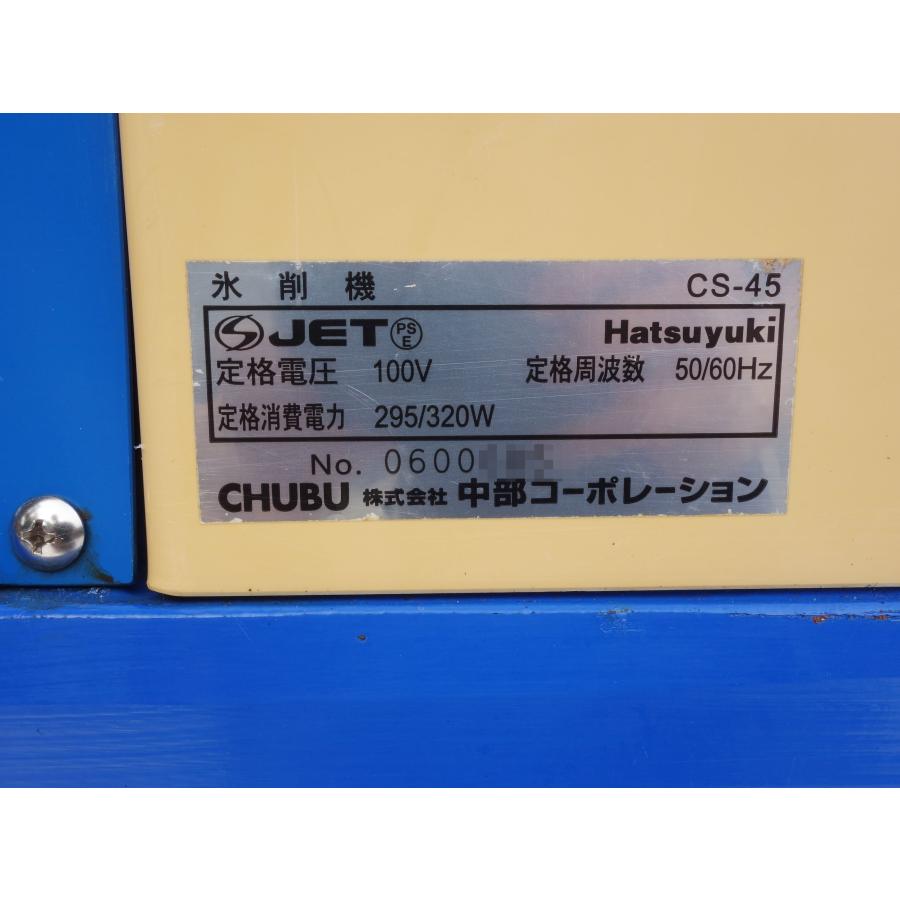 氷削機 CS-45
JET PSE Hatsuyuki
定格電圧 100V 定格周波数 50/60Hz
定格消費電力 295/320W
No. 0600
CHUBU 株式会社 中部コーポレーション